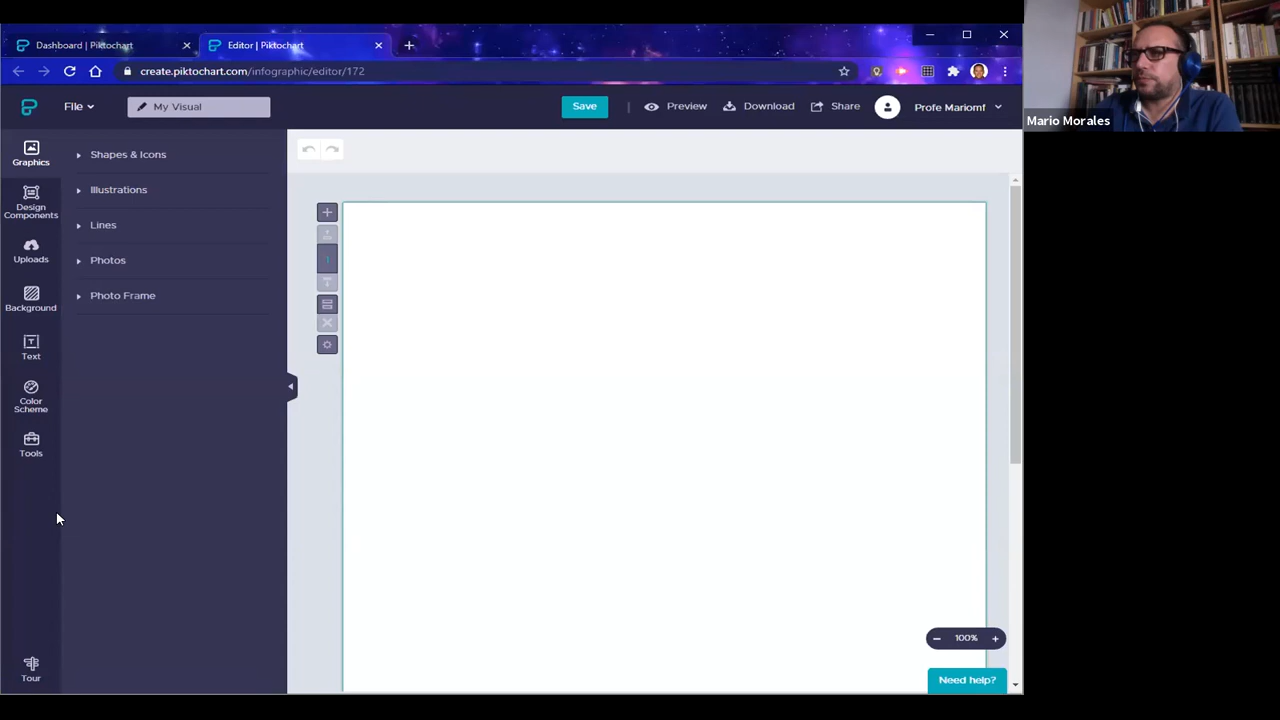 Dashboard | Piktochart
Editor | Piktochart
create.piktochart.com/infographic/editor/172
File
My Visual
Save
Preview
Download
Share
Profe Mariomf
Mario Morales
Graphics
Design
Components
Uploads
Background
Text
Color
Scheme
Tools
Tour
Shapes & Icons
Illustrations
Lines
Photos
Photo Frame
1
100%
Need help?